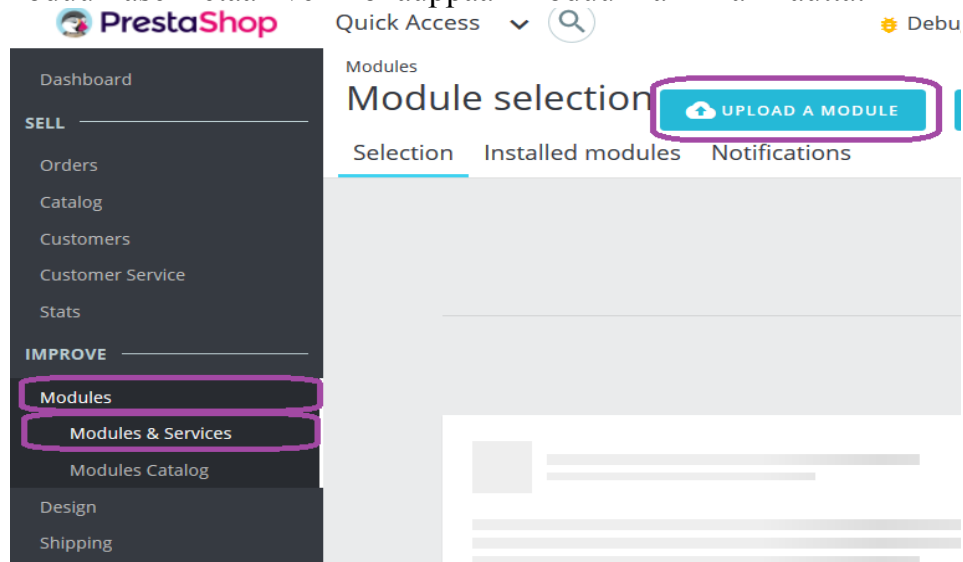 PrestaShop
Quick Access
Debu
Dashboard
SELL
Orders
Catalog
Customers
Customer Service
Stats
IMPROVE
Modules
Modules & Services
Modules Catalog
Design
Shipping
Modules
Module selection
UPLOAD A MODULE
Selection Installed modules Notifications